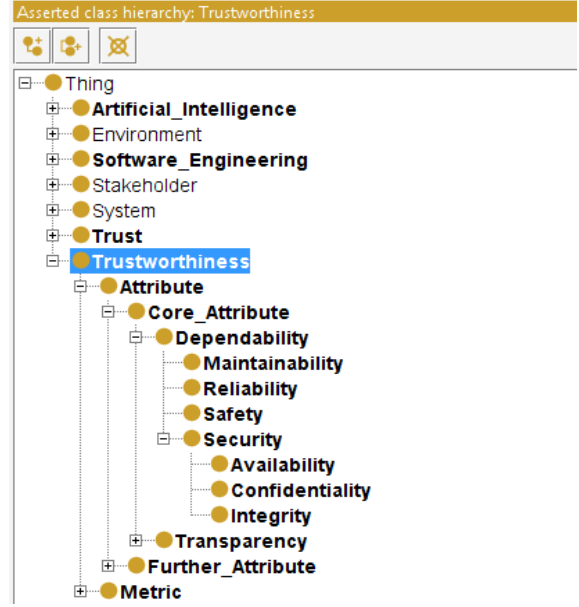 Asserted class hierarchy: Trustworthiness
Thing
Artificial_Intelligence
Environment
Software_Engineering
Stakeholder
System
Trust
Trustworthiness
Attribute
Core_Attribute
Dependability
Maintainability
Reliability
Safety
Security
Availability
Confidentiality
Integrity
Transparency
Further_Attribute
Metric